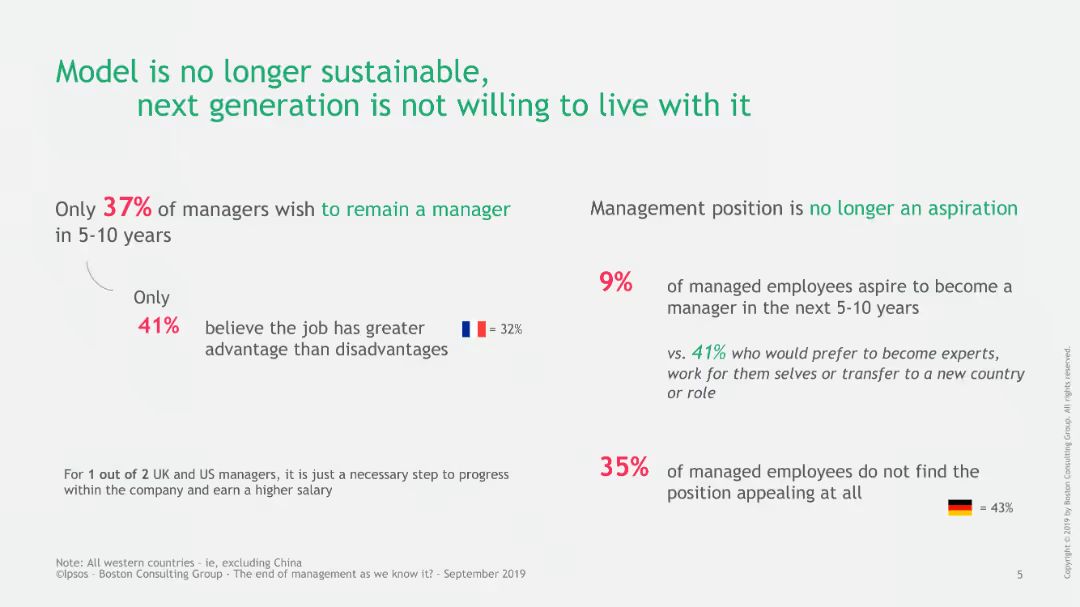 Model is no longer sustainable,
next generation is not willing to live with it
Only 37% of managers wish to remain a manager
in 5-10 years
Only
41%
believe the job has greater
advantage than disadvantages
= 32%
For 1 out of 2 UK and US managers, it is just a necessary step to progress
within the company and earn a higher salary
Management position is no longer an aspiration
9%
of managed employees aspire to become a
manager in the next 5-10 years
vs. 41% who would prefer to become experts,
work for them selves or transfer to a new country
or role
35%
of managed employees do not find the
position appealing at all
= 43%
Note: All western countries - ie, excluding China
©Ipsos - Boston Consulting Group - The end of management as we know it? - September 2019
5
Copyright © 2019 by Boston Consulting Group. All rights reserved.